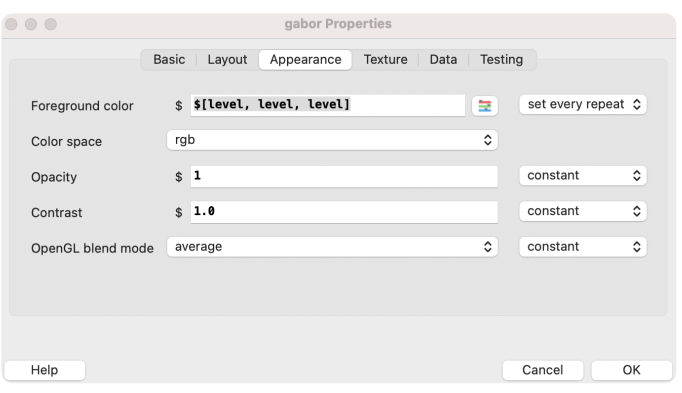 gabor Properties
Basic Layout Appearance Texture Data Testing
Foreground color $ $[level, level, level] set every repeat
Color space rgb
Opacity $ 1 constant
Contrast $ 1.0 constant
OpenGL blend mode average constant
Help Cancel OK